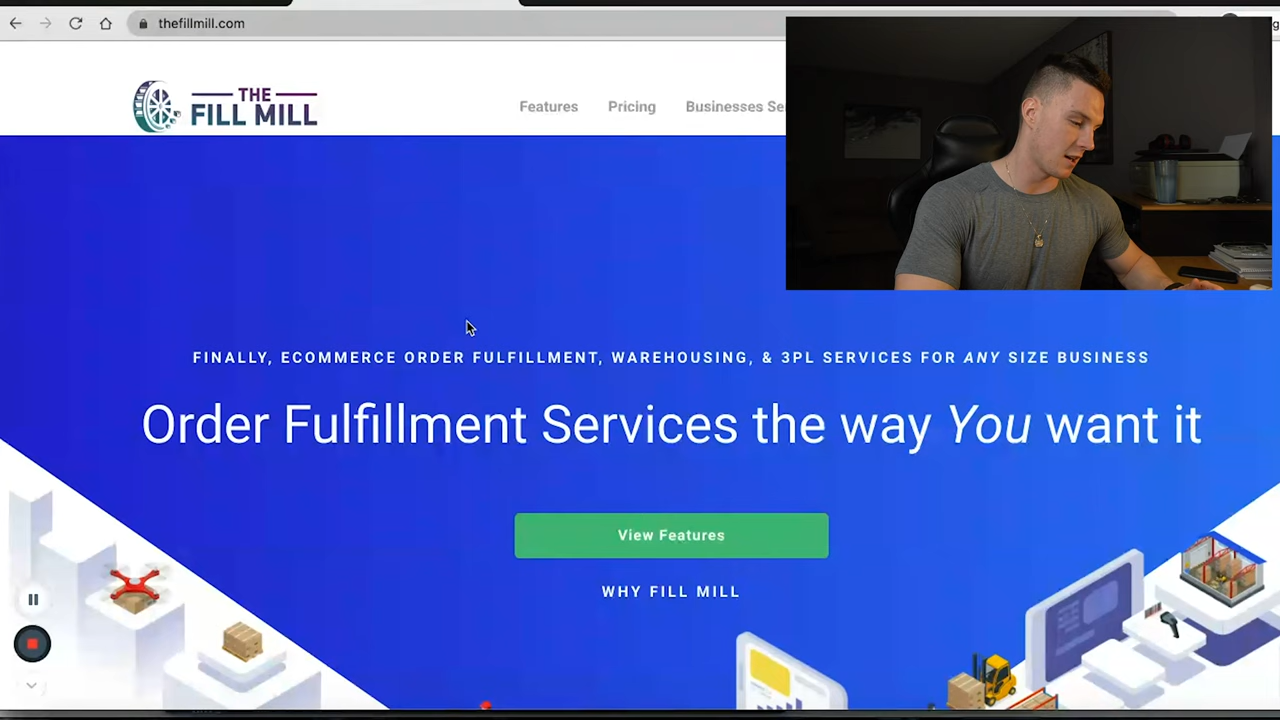 thefillmill.com
THE
FILL MILL
Features
Pricing
Businesses Se
FINALLY, ECOMMERCE ORDER FULFILLMENT, WAREHOUSING, & 3PL SERVICES FOR ANY SIZE BUSINESS
Order Fulfillment Services the way You want it
View Features
WHY FILL MILL